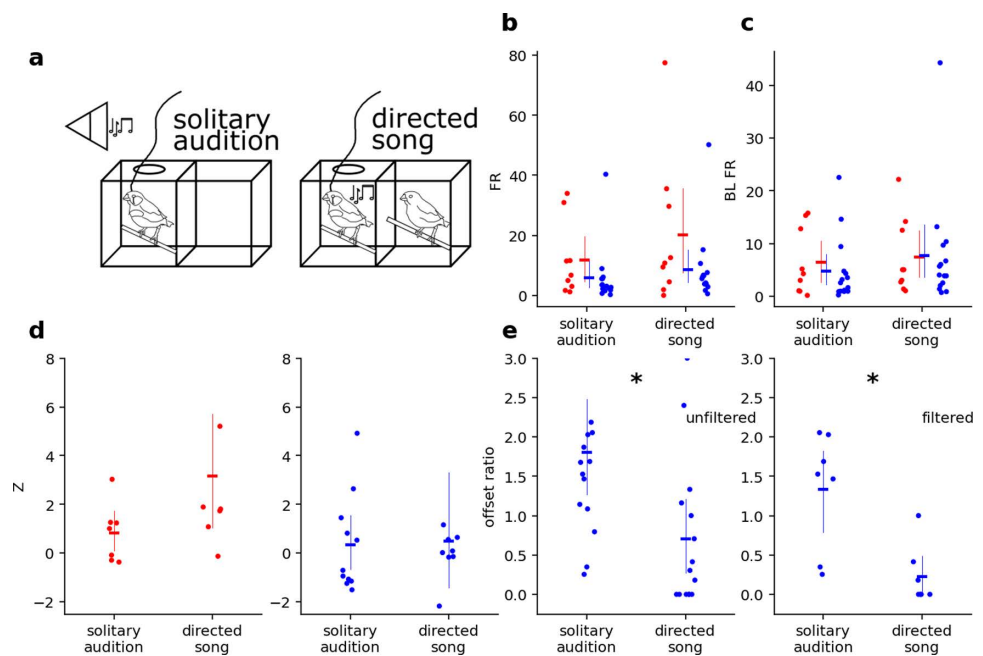 a
solitary
audition
directed
song
b
80
60
40
20
0
FR
solitary
audition
directed
song
c
40
30
20
10
0
BL FR
solitary
audition
directed
song
d
8
6
4
2
0
−2
Z
solitary
audition
directed
song
8
6
4
2
0
−2
solitary
audition
directed
song
e
3.0
2.5
2.0
1.5
1.0
0.5
0.0
offset ratio
*
unfiltered
solitary
audition
directed
song
3.0
2.5
2.0
1.5
1.0
0.5
0.0
*
filtered
solitary
audition
directed
song